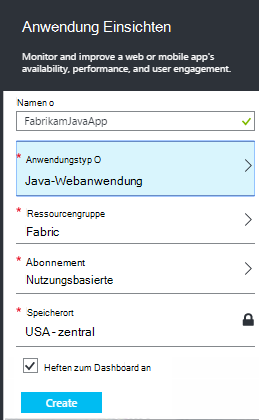 Anwendung Einsichten
Monitor and improve a web or mobile app's
availability, performance, and user engagement.
Namen o
FabrikamJavaApp
* Anwendungstyp O
Java-Webanwendung
* Ressourcengruppe
Fabric
* Abonnement
Nutzungsbasierte
* Speicherort
USA - zentral
Heften zum Dashboard an
Create